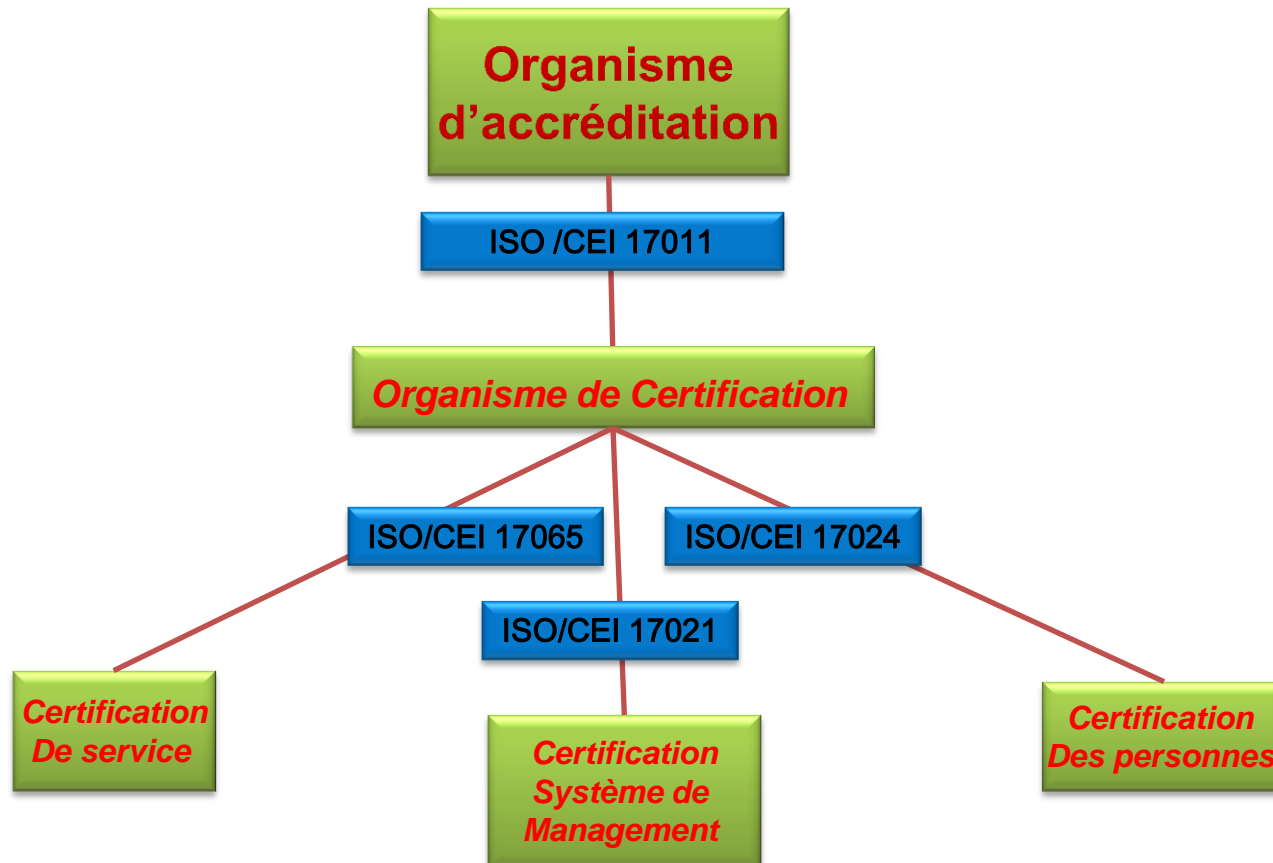 Organisme
d’accréditation
ISO /CEI 17011
Organisme de Certification
ISO/CEI 17065
ISO/CEI 17024
ISO/CEI 17021
Certification
De service
Certification
Système de
Management
Certification
Des personnes